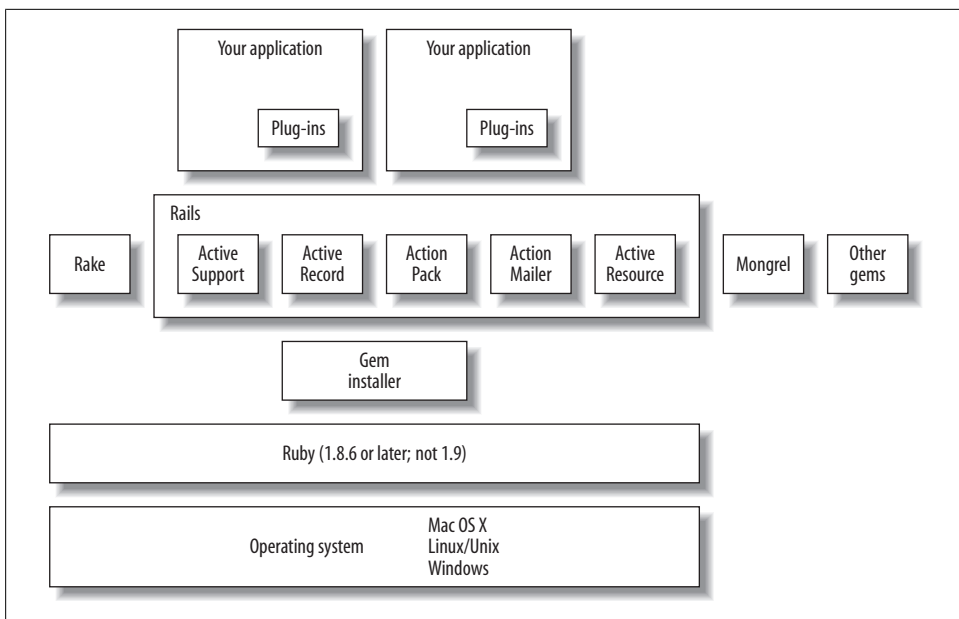 Your application
Your application
Plug-ins
Plug-ins
Rails
Rake
Active
Support
Active
Record
Action
Pack
Action
Mailer
Active
Resource
Mongrel
Other
gems
Gem
installer
Ruby (1.8.6 or later; not 1.9)
Operating system
Mac OS X
Linux/Unix
Windows